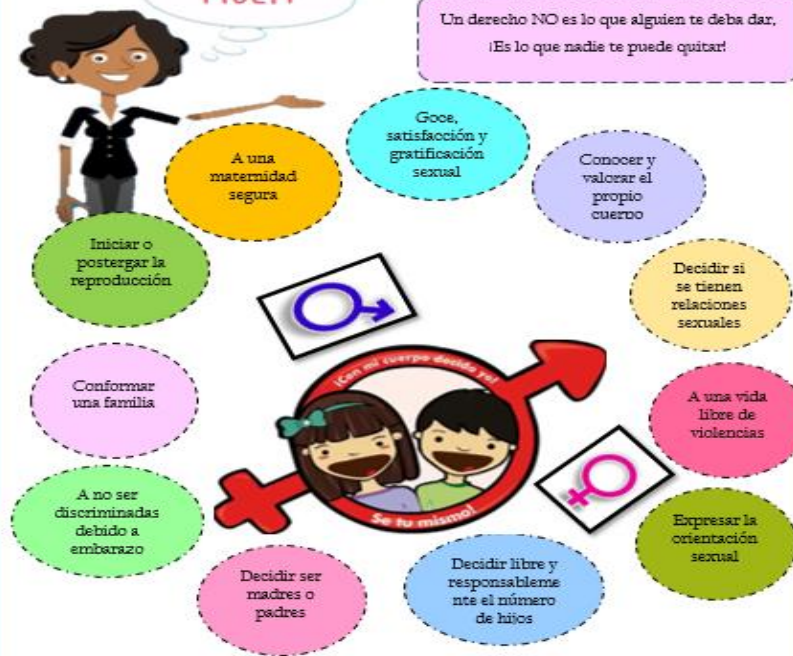 Un derecho NO es lo que alguien te deba dar,
¡Es lo que nadie te puede quitar!
Goce,
satisfacción y
gratificación
sexual
A una
maternidad
segura
Conocer y
valorar el
propio
cuerpo
Iniciar o
postergar la
reproducción
Decidir si
se tienen
relaciones
sexuales
¡Con mi cuerpo decido yo!
Conformar
una familia
A una vida
libre de
violencias
A no ser
discriminadas
debido a
embarazo
Se tu mismo!
Expresar la
orientación
sexual
Decidir ser
madres o
padres
Decidir libre y
responsableme
nte el número
de hijos